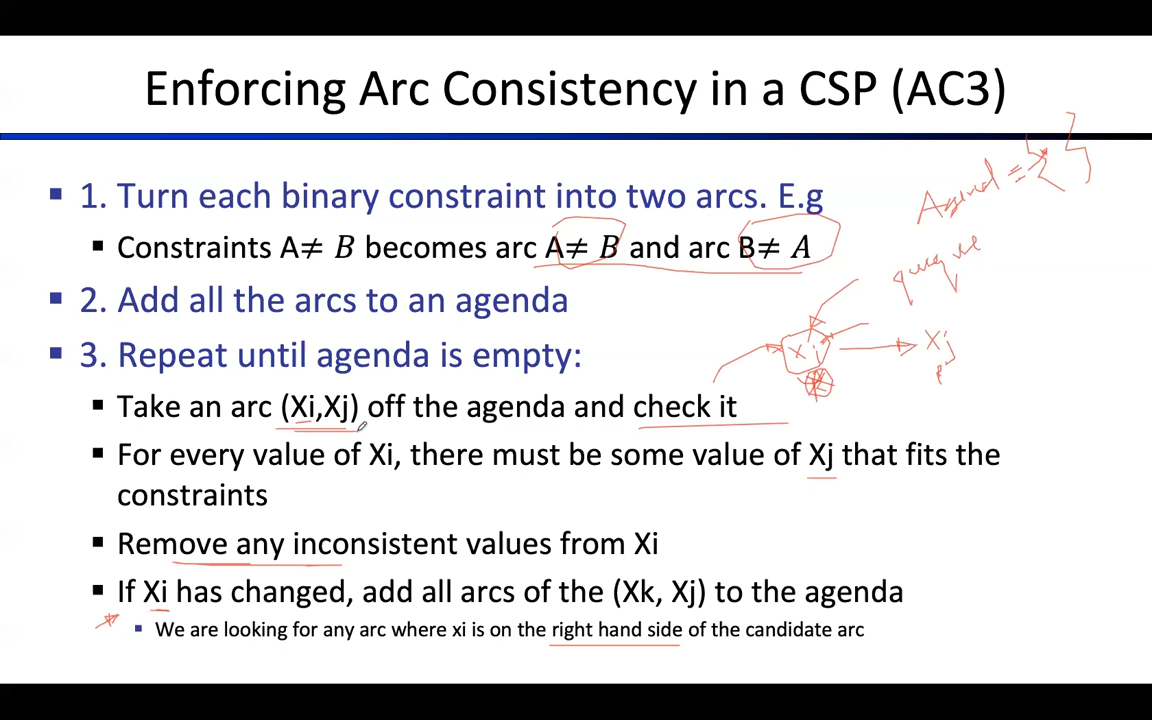 Enforcing Arc Consistency in a CSP (AC3)
Agend = { }
▪ 1. Turn each binary constraint into two arcs. E.g
▪ Constraints A≠ B becomes arc A≠ B and arc B≠ A
queue
▪ 2. Add all the arcs to an agenda
▪ 3. Repeat until agenda is empty:
Xi
Xj
▪ Take an arc (Xi,Xj) off the agenda and check it
▪ For every value of Xi, there must be some value of Xj that fits the
constraints
▪ Remove any inconsistent values from Xi
▪ If Xi has changed, add all arcs of the (Xk, Xj) to the agenda
▪ We are looking for any arc where xi is on the right hand side of the candidate arc